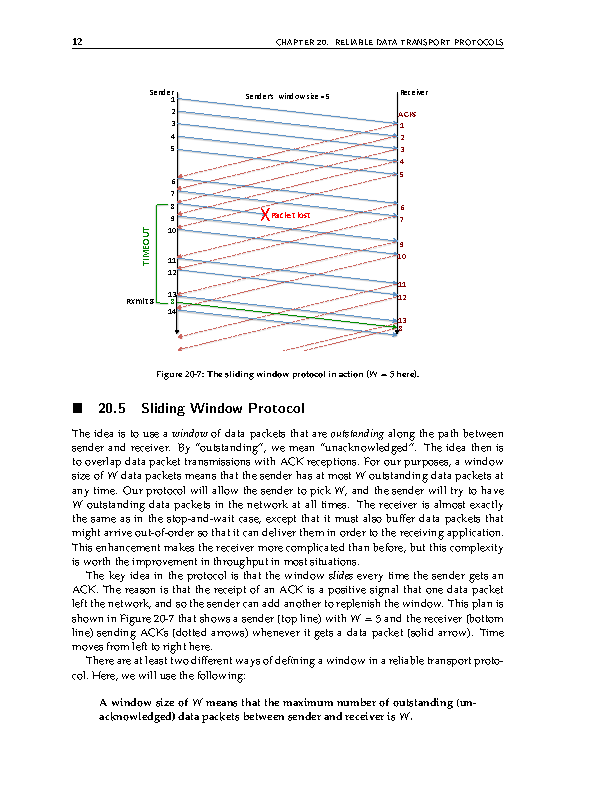 12
CHAPTER 20. RELIABLE DATA TRANSPORT PROTOCOLS
Sender
Sender's window size = 5
Receiver
1
2
3
4
5
6
7
8
9
10
11
12
13
8
14
TIMEOUT
Rxmit 8
Packet lost
ACKs
1
2
3
4
5
6
7
9
10
11
12
13
8
Figure 20-7: The sliding window protocol in action (W = 5 here).
20.5 Sliding Window Protocol
The idea is to use a window of data packets that are outstanding along the path between
sender and receiver. By "outstanding", we mean "unacknowledged". The idea then is
to overlap data packet transmissions with ACK receptions. For our purposes, a window
size of W data packets means that the sender has at most W outstanding data packets at
any time. Our protocol will allow the sender to pick W, and the sender will try to have
W outstanding data packets in the network at all times. The receiver is almost exactly
the same as in the stop-and-wait case, except that it must also buffer data packets that
might arrive out-of-order so that it can deliver them in order to the receiving application.
This enhancement makes the receiver more complicated than before, but this complexity
is worth the improvement in throughput in most situations.
The key idea in the protocol is that the window slides every time the sender gets an
ACK. The reason is that the receipt of an ACK is a positive signal that one data packet
left the network, and so the sender can add another to replenish the window. This plan is
shown in Figure 20-7 that shows a sender (top line) with W = 5 and the receiver (bottom
line) sending ACKs (dotted arrows) whenever it gets a data packet (solid arrow). Time
moves from left to right here.
There are at least two different ways of defining a window in a reliable transport proto-
col. Here, we will use the following:
A window size of W means that the maximum number of outstanding (un-
acknowledged) data packets between sender and receiver is W.